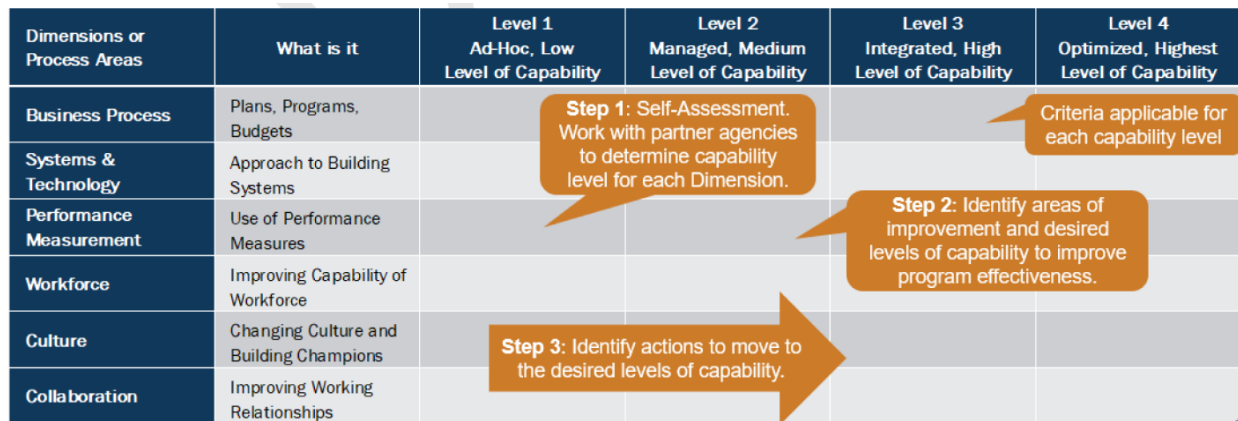 Dimensions or
Process Areas
What is it
Level 1
Ad-Hoc, Low
Level of Capability
Level 2
Managed, Medium
Level of Capability
Level 3
Integrated, High
Level of Capability
Level 4
Optimized, Highest
Level of Capability
Business Process
Plans, Programs,
Budgets
Step 1: Self-Assessment.
Work with partner agencies
to determine capability
level for each Dimension.
Criteria applicable for
each capability level
Systems &
Technology
Approach to Building
Systems
Performance
Measurement
Use of Performance
Measures
Step 2: Identify areas of
improvement and desired
levels of capability to improve
program effectiveness.
Workforce
Improving Capability of
Workforce
Culture
Changing Culture and
Building Champions
Step 3: Identify actions to move to
the desired levels of capability.
Collaboration
Improving Working
Relationships